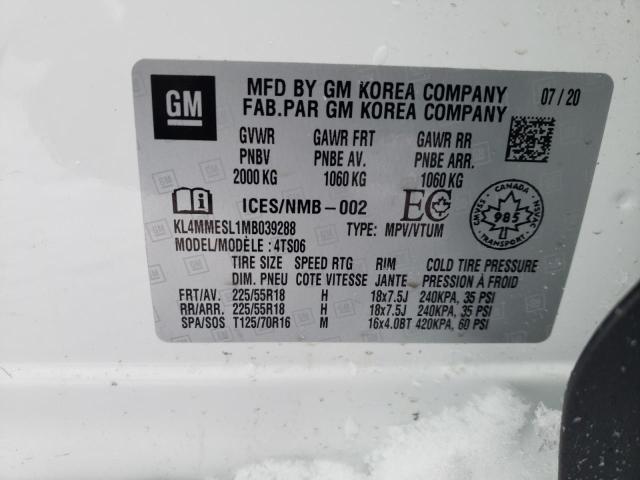 GM
MFD BY GM KOREA COMPANY 07/20
FAB.PAR GM KOREA COMPANY
GVWR GAWR FRT GAWR RR
PNBV PNBE AV. PNBE ARR.
2000 KG 1060 KG 1060 KG
ICES/NMB-002 EC
CANADA
CMVSS 985 NSVAC
TRANSPORT
KL4MMESL1MB039288 TYPE: MPV/VTUM
MODEL/MODÈLE : 4TS06
TIRE SIZE SPEED RTG RIM COLD TIRE PRESSURE
DIM. PNEU COTE VITESSE JANTE PRESSION À FROID
FRT/AV. 225/55R18 H 18x7.5J 240KPA, 35 PSI
RR/ARR. 225/55R18 H 18x7.5J 240KPA, 35 PSI
SPA/SOS T125/70R16 M 16x4.0BT 420KPA, 60 PSI